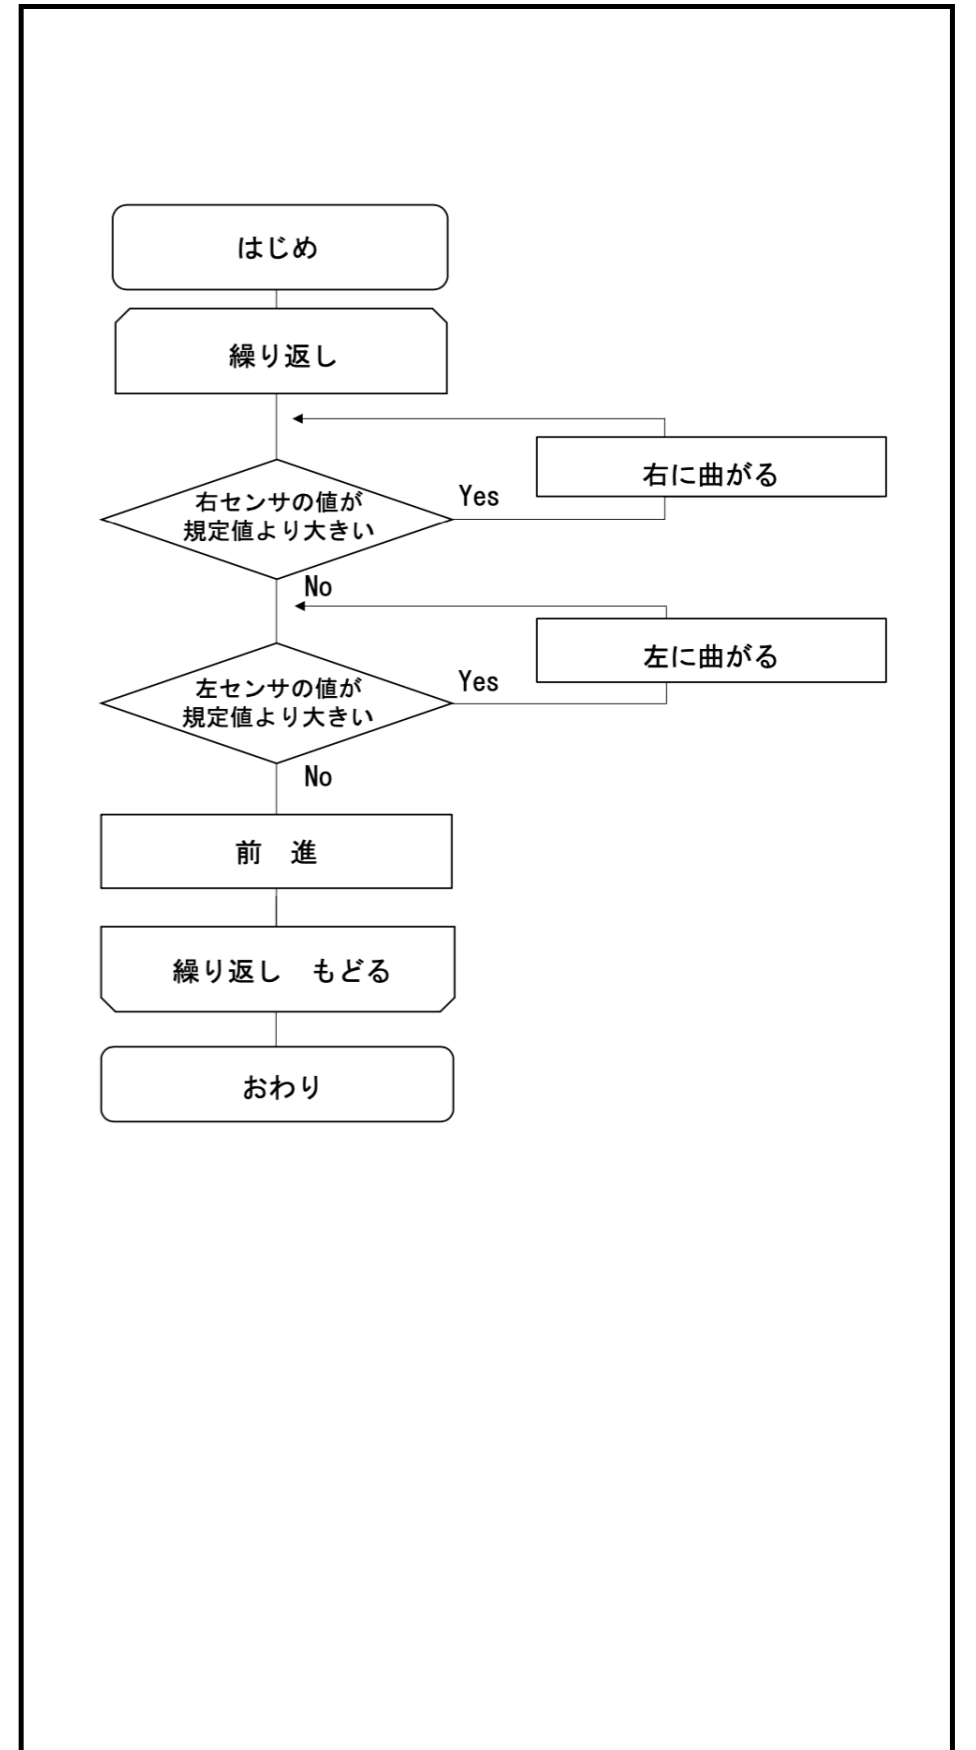 はじめ
繰り返し
右に曲がる
右センサの値が
規定値より大きい
Yes
No
左に曲がる
左センサの値が
規定値より大きい
Yes
No
前　進
繰り返し　もどる
おわり